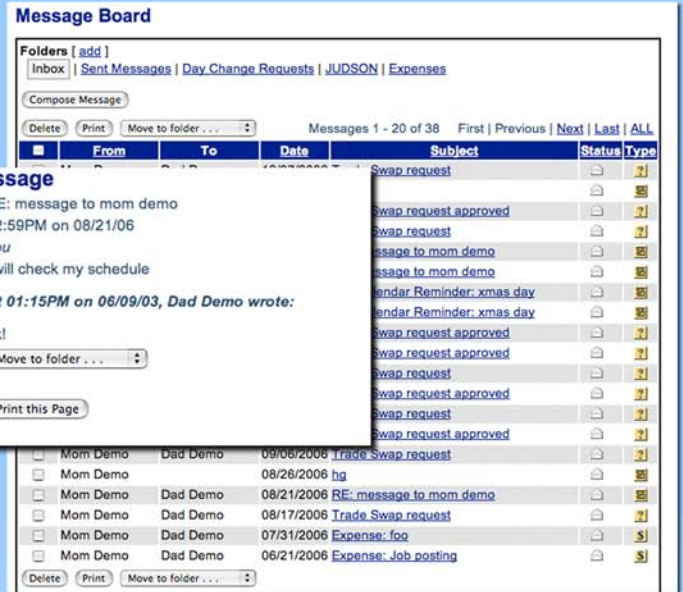 Message Board
Folders [ add ]
Inbox | Sent Messages | Day Change Requests | JUDSON | Expenses
Compose Message
Delete Print Move to folder . . . Messages 1 - 20 of 38 First | Previous | Next | Last | ALL
From To Date Subject Status Type
Swap request
Swap request approved
Swap request
message to mom demo
message to mom demo
Calendar Reminder: xmas day
Calendar Reminder: xmas day
Swap request approved
Swap request approved
Swap request
Swap request approved
Swap request
Swap request approved
message to mom demo
2:59PM on 08/21/06
will check my schedule
01:15PM on 06/09/03, Dad Demo wrote:
Move to folder . . .
Print this Page
Mom Demo Dad Demo 09/06/2006 Trade Swap request
Mom Demo 08/26/2006 hg
Mom Demo Dad Demo 08/21/2006 RE: message to mom demo
Mom Demo Dad Demo 08/17/2006 Trade Swap request
Mom Demo Dad Demo 07/31/2006 Expense: foo
Mom Demo Dad Demo 06/21/2006 Expense: Job posting
Delete Print Move to folder . . .